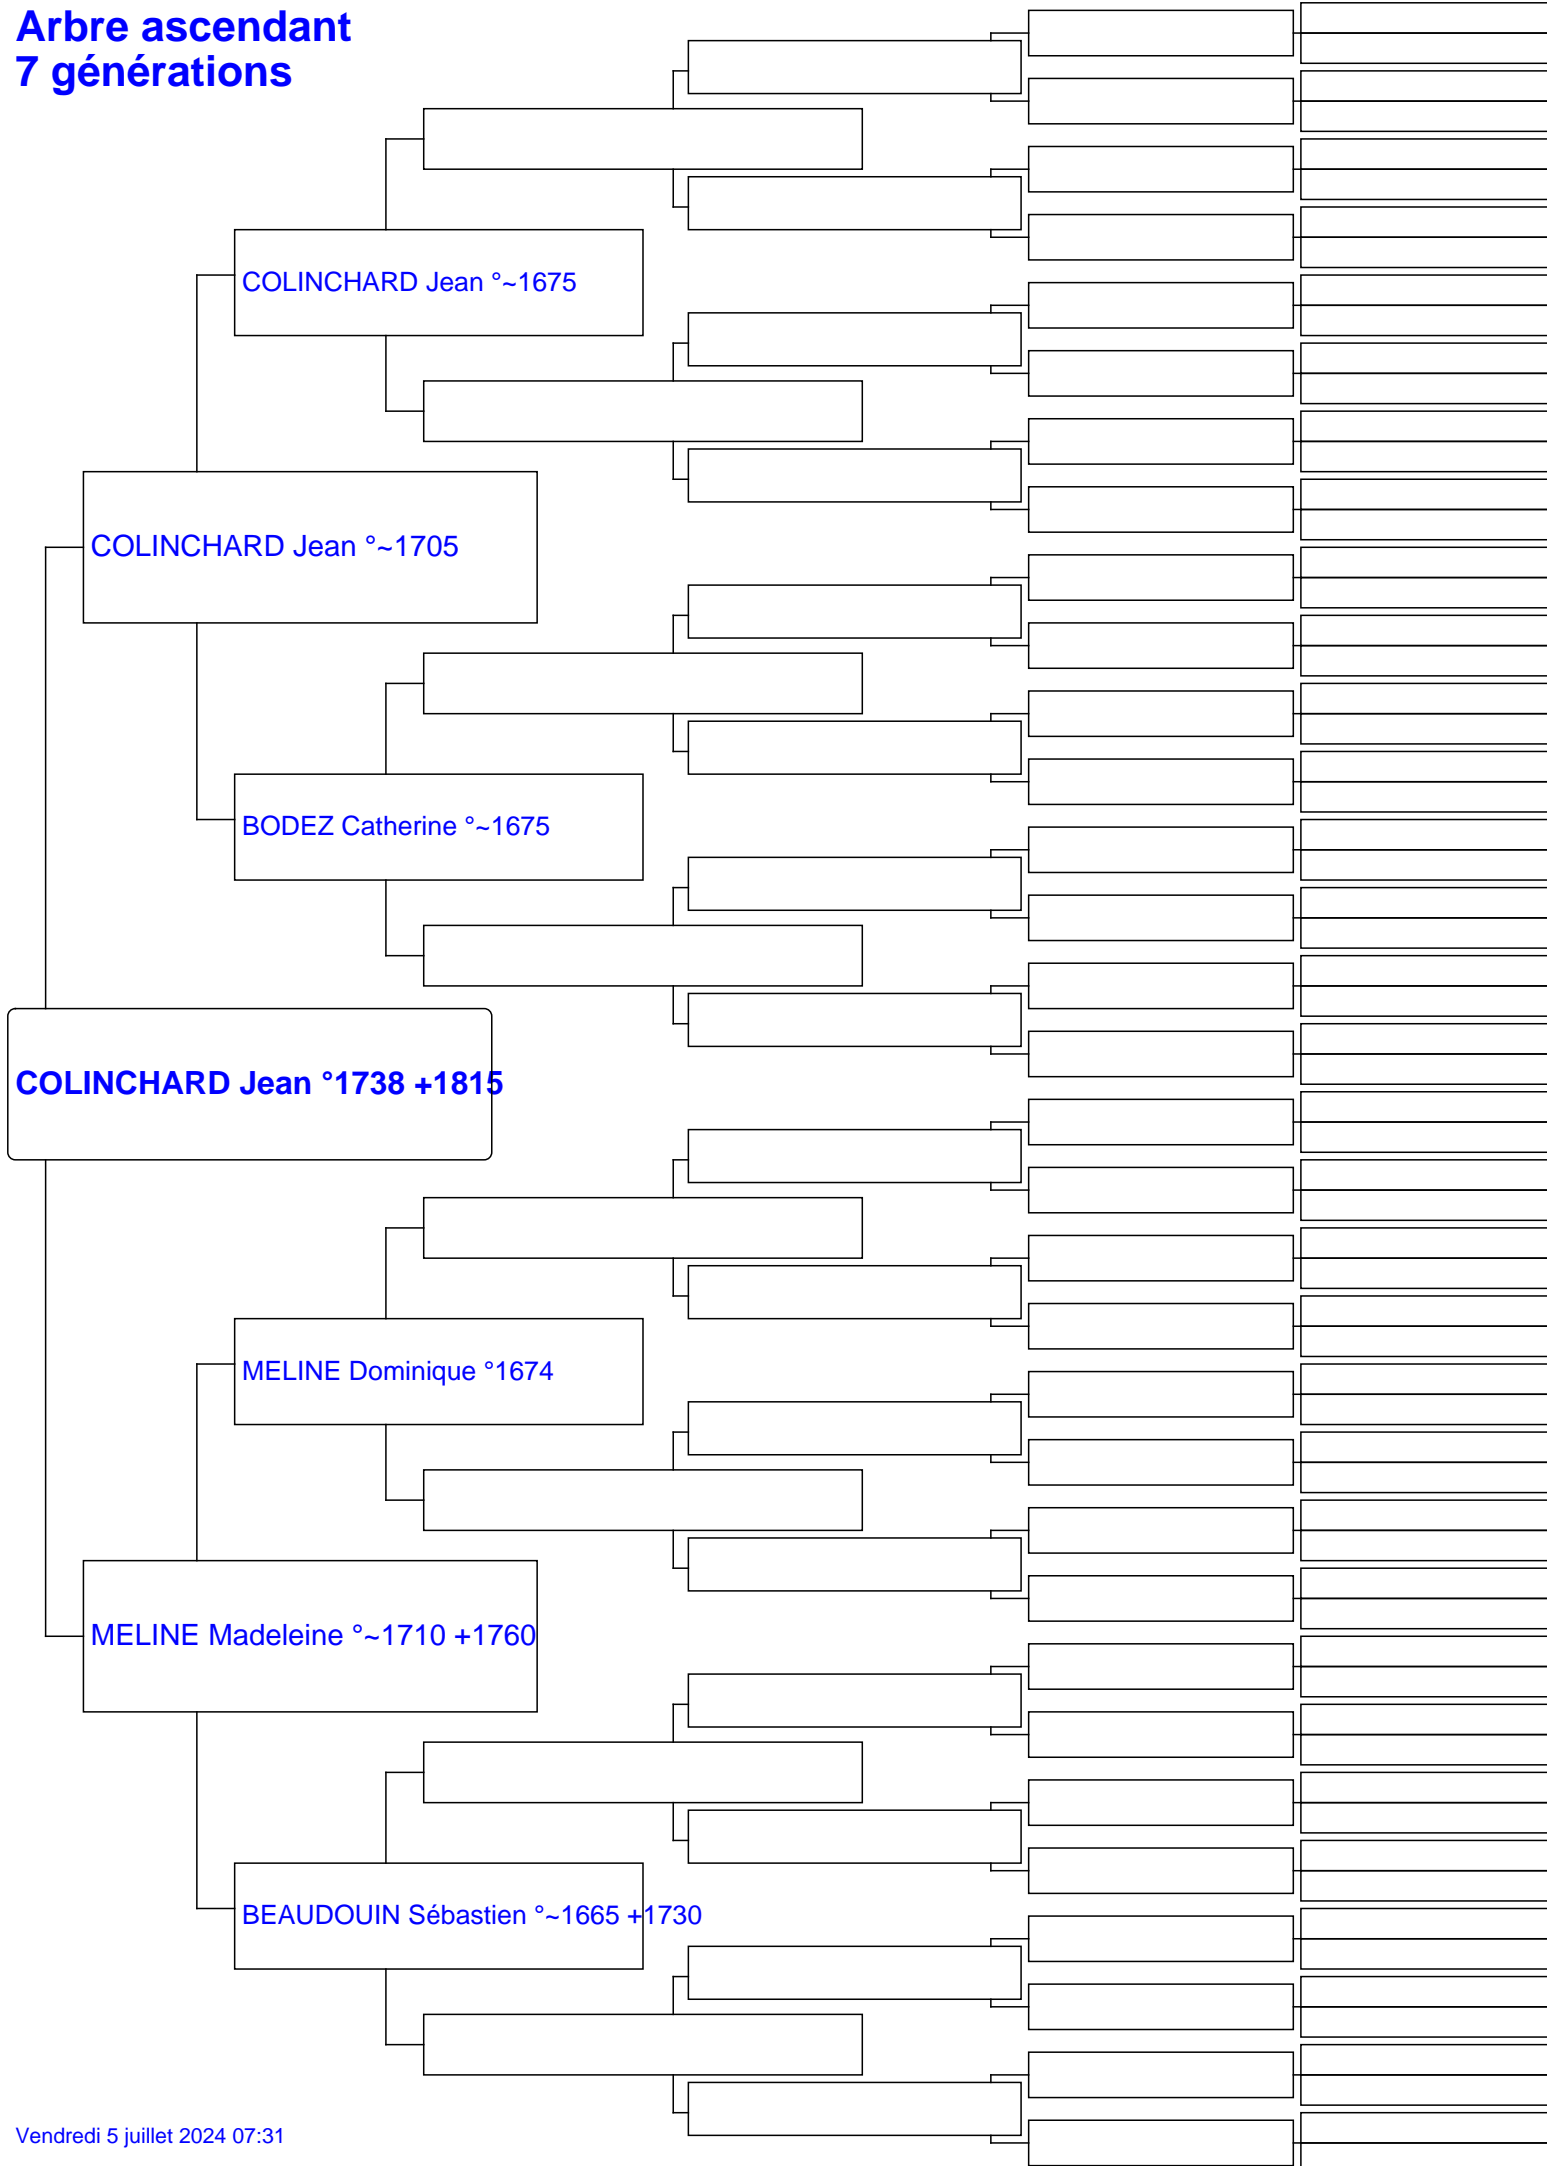 Arbre ascendant
7 générations
COLINCHARD Jean °~1675
COLINCHARD Jean °~1705
BODEZ Catherine °~1675
COLINCHARD Jean °1738 +1815
MELINE Dominique °1674
MELINE Madeleine °~1710 +1760
BEAUDOUIN Sébastien °~1665 +1730
Vendredi 5 juillet 2024 07:31